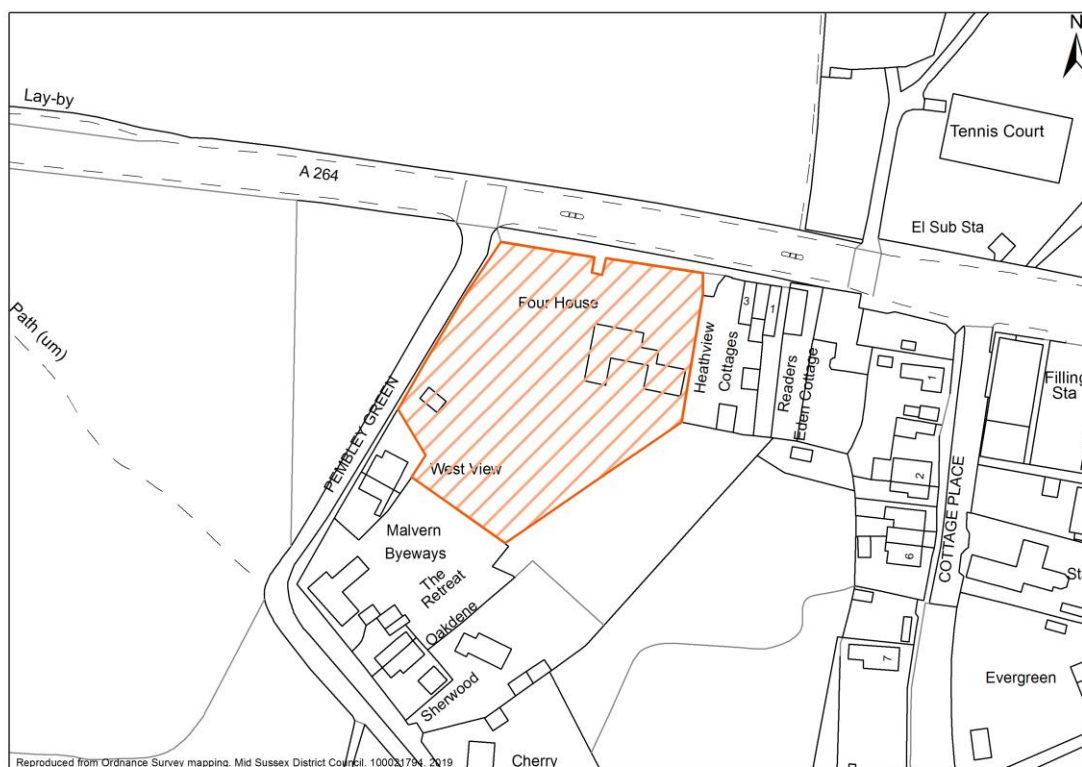 N
Lay-by
Tennis Court
A 264
El Sub Sta
Four House
Path (um)
3
1
Heathview
Cottages
Readers
Eden Cottage
1
Filling
Sta
PEMBLEY GREEN
West View
2
COTTAGE PLACE
6
Malvern
Byeways
The
Retreat
Oakdene
St
7
Sherwood
Evergreen
Cherry
Reproduced from Ordnance Survey mapping. Mid Sussex District Council. 100021794. 2019